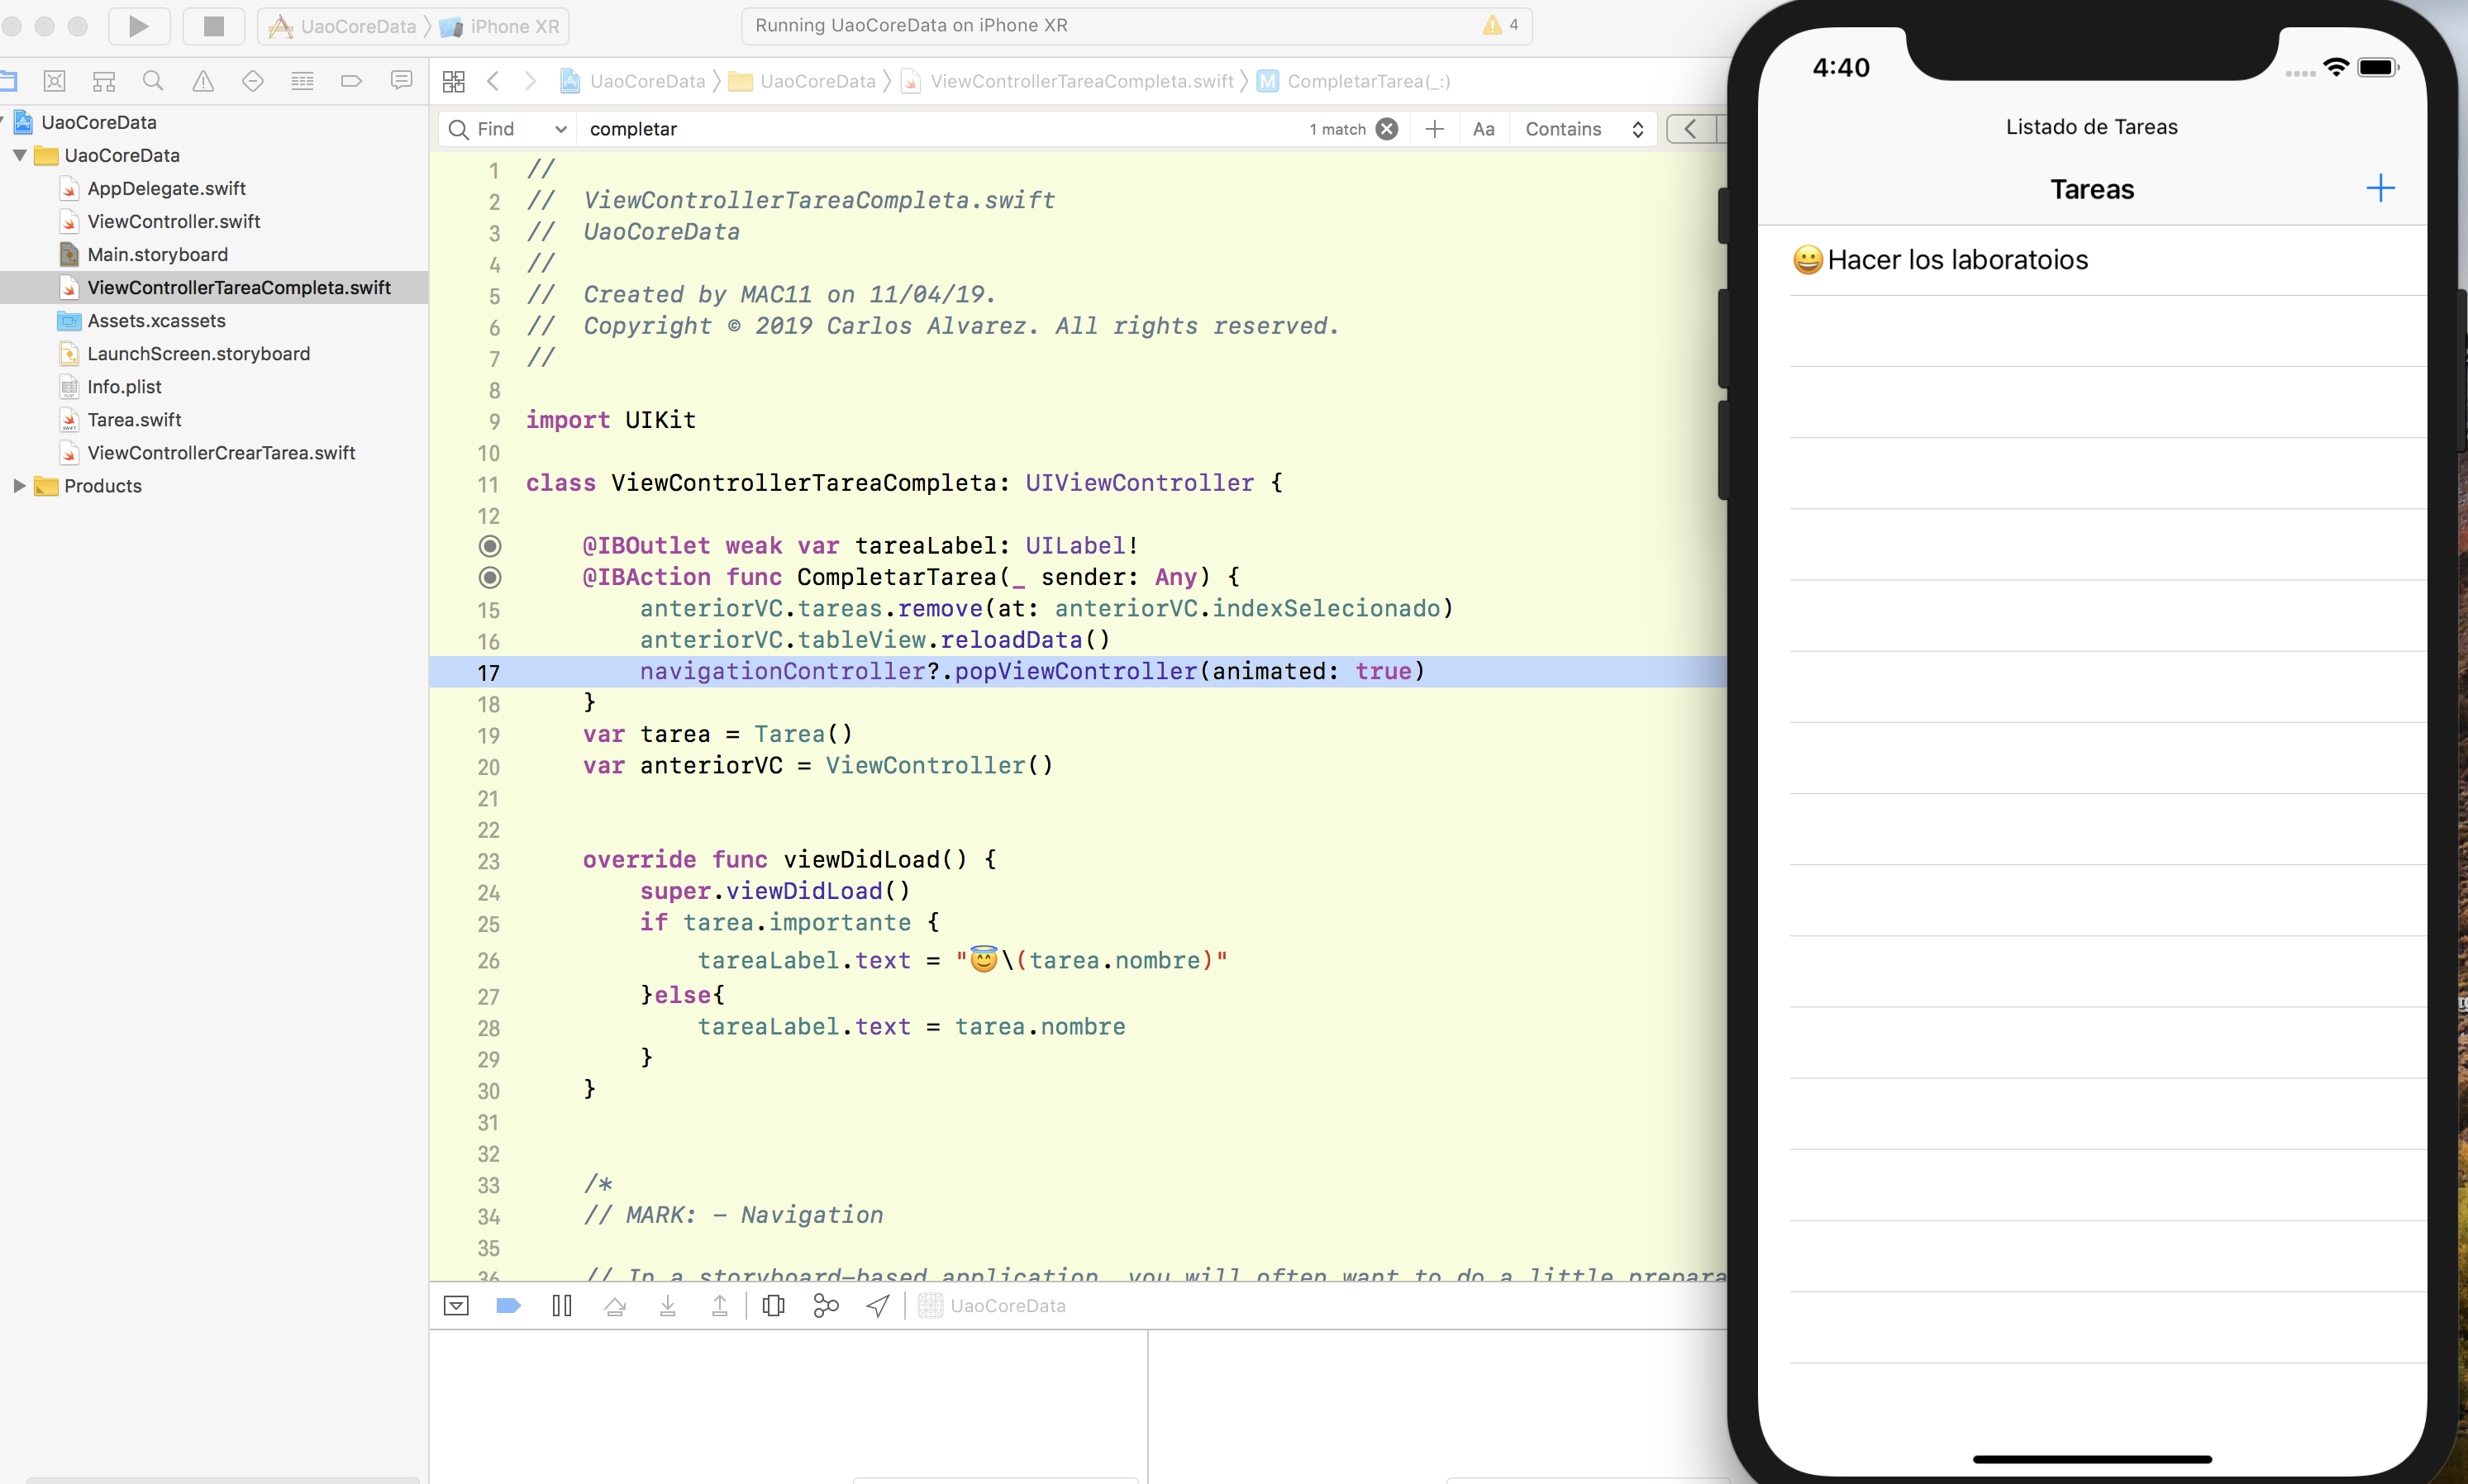 UaoCoreData
iPhone XR
Running UaoCoreData on iPhone XR
4
UaoCoreData
UaoCoreData
AppDelegate.swift
ViewController.swift
Main.storyboard
ViewControllerTareaCompleta.swift
Assets.xcassets
LaunchScreen.storyboard
Info.plist
Tarea.swift
ViewControllerCrearTarea.swift
Products
UaoCoreData
UaoCoreData
ViewControllerTareaCompleta.swift
M CompletarTarea(_:)
Find
completar
1 match
Aa
Contains
1 //
2 //  ViewControllerTareaCompleta.swift
3 //  UaoCoreData
4 //
5 //  Created by MAC11 on 11/04/19.
6 //  Copyright © 2019 Carlos Alvarez. All rights reserved.
7 //
8
9 import UIKit
10
11 class ViewControllerTareaCompleta: UIViewController {
12
@IBOutlet weak var tareaLabel: UILabel!
@IBAction func CompletarTarea(_ sender: Any) {
15 anteriorVC.tareas.remove(at: anteriorVC.indexSelecionado)
16 anteriorVC.tableView.reloadData()
17 navigationController?.popViewController(animated: true)
18 }
19 var tarea = Tarea()
20 var anteriorVC = ViewController()
21
22
23 override func viewDidLoad() {
24 super.viewDidLoad()
25 if tarea.importante {
26 tareaLabel.text = "😇\(tarea.nombre)"
27 }else{
28 tareaLabel.text = tarea.nombre
29 }
30 }
31
32
33 /*
34 // MARK: - Navigation
35
36 // In a storyboard-based application, you will often want to do a little prepara
UaoCoreData
4:40
Listado de Tareas
Tareas
+
😀Hacer los laboratoios